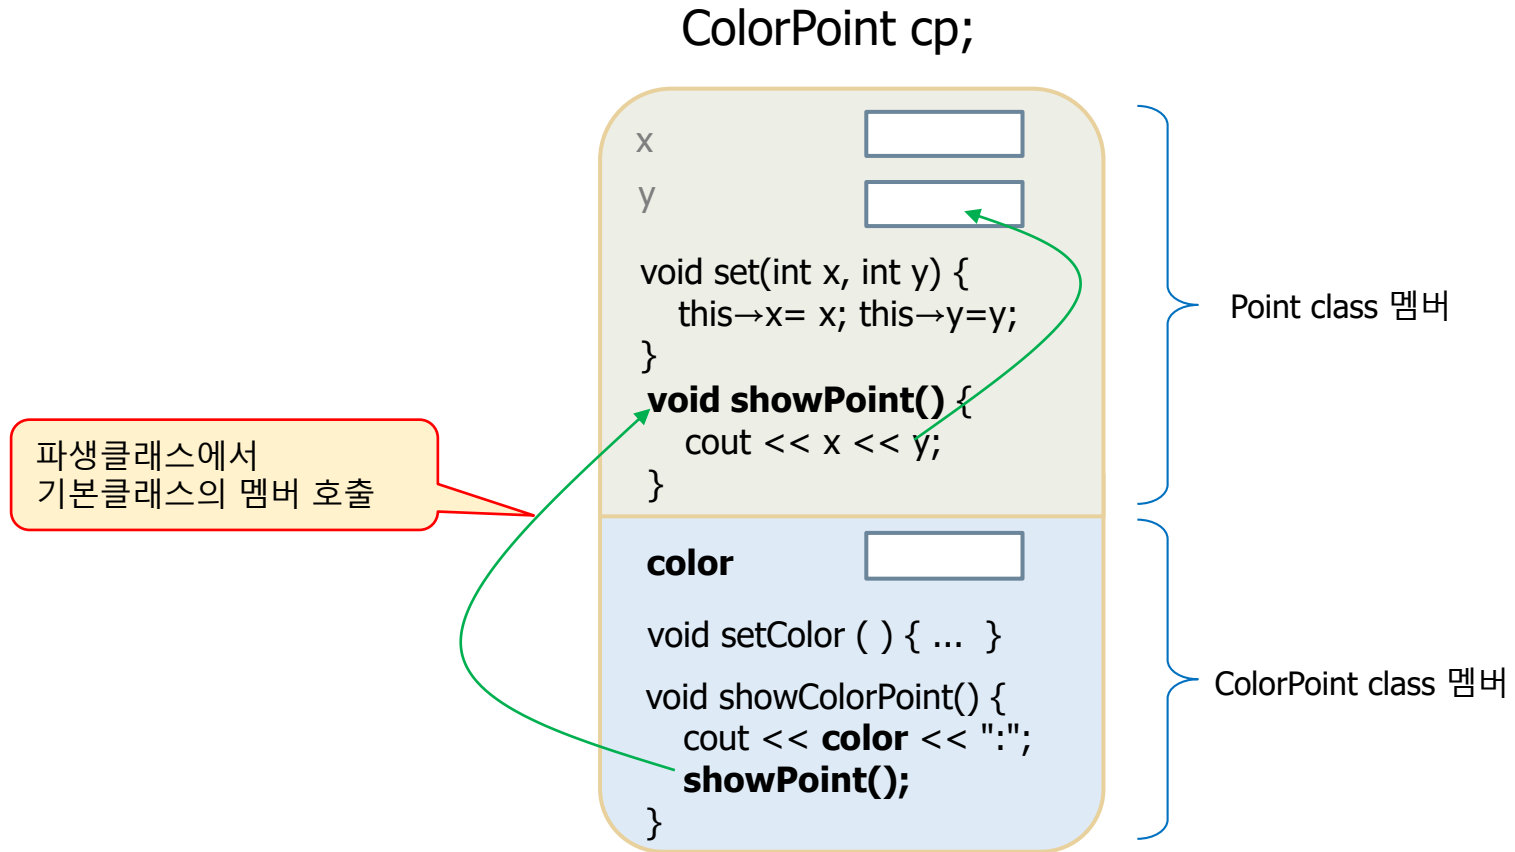 ColorPoint cp;
x
y
void set(int x, int y) {
this→x= x; this→y=y;
}
void showPoint() {
cout << x << y;
}
Point class 멤버
파생클래스에서
기본클래스의 멤버 호출
color
void setColor ( ) { ... }
void showColorPoint() {
cout << color << ":";
showPoint();
}
ColorPoint class 멤버